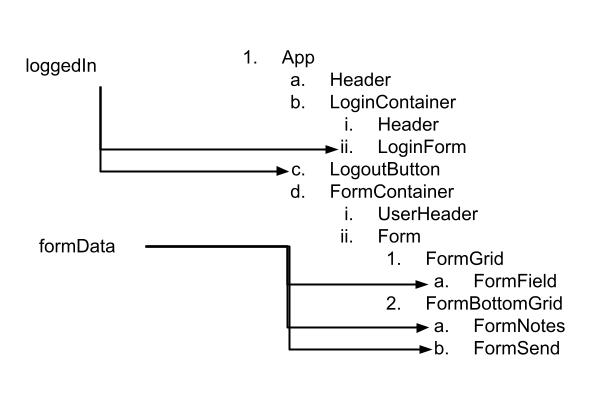 loggedIn
1. App
a. Header
b. LoginContainer
i. Header
ii. LoginForm
c. LogoutButton
d. FormContainer
i. UserHeader
ii. Form
formData
1. FormGrid
a. FormField
2. FormBottomGrid
a. FormNotes
b. FormSend